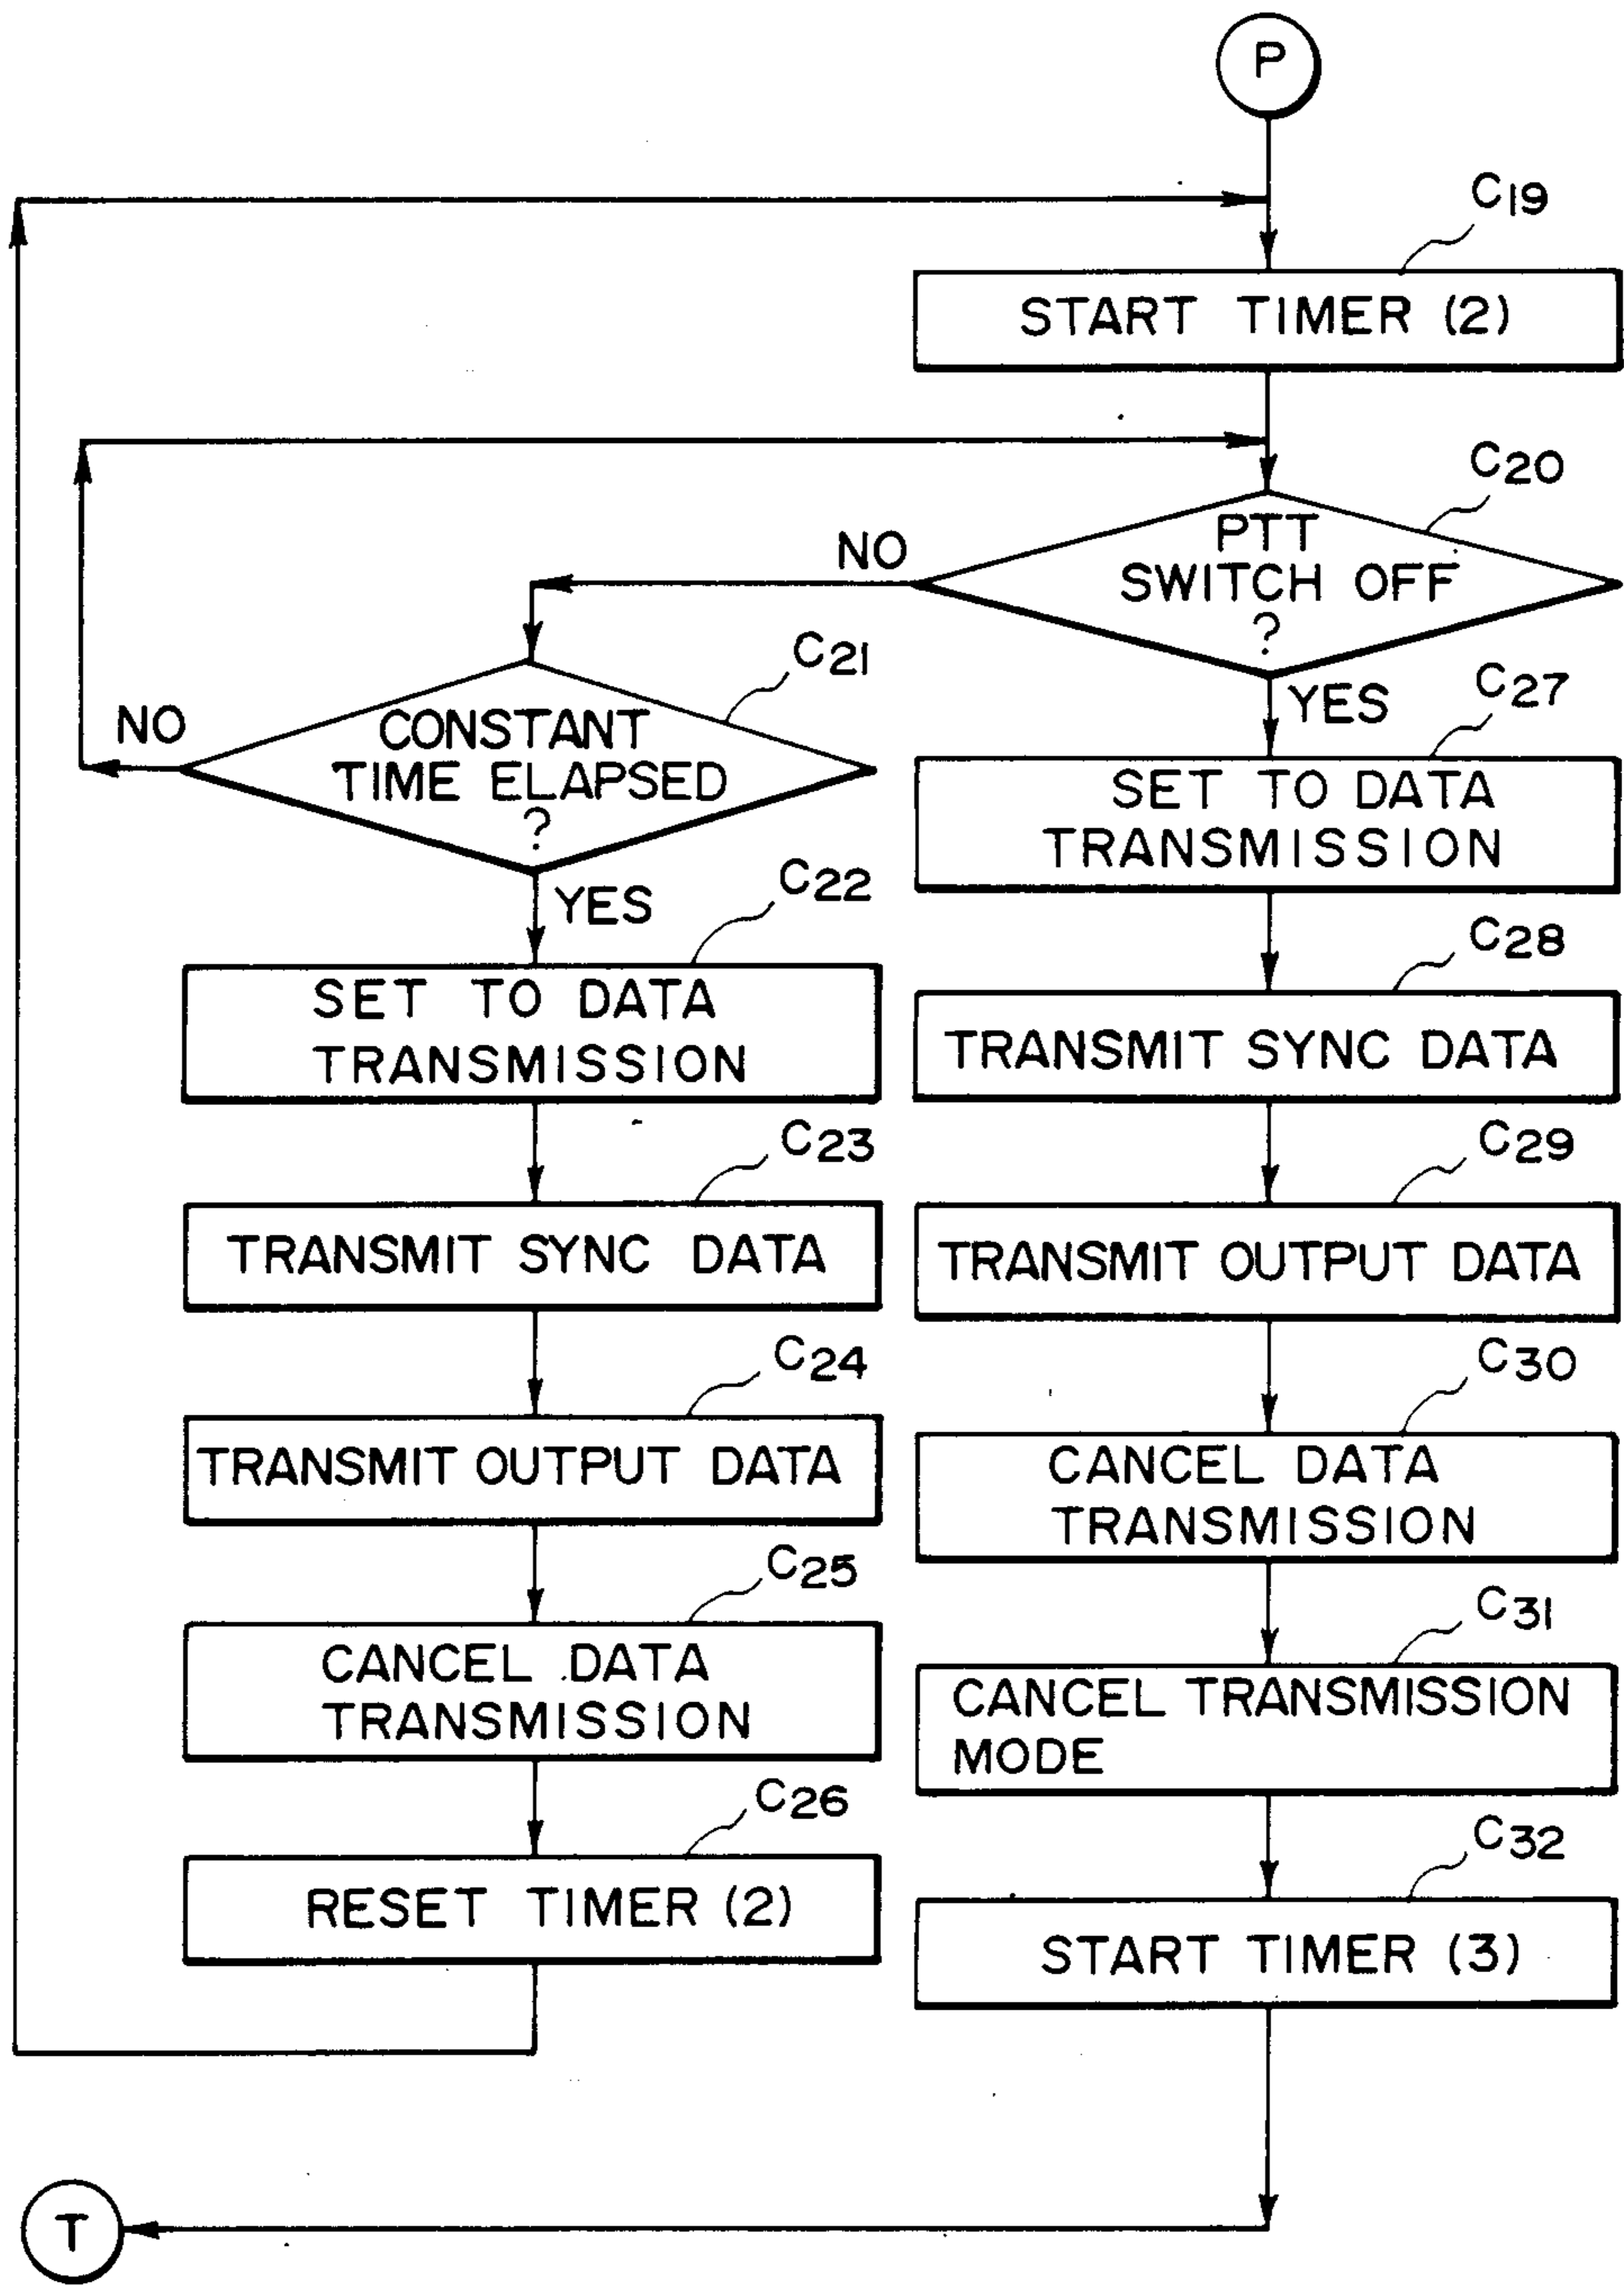 P
C19
START TIMER (2)
C20
PTT
SWITCH OFF
?
NO
YES
C21
CONSTANT
TIME ELAPSED
?
NO
YES
C22
SET TO DATA
TRANSMISSION
C23
TRANSMIT SYNC DATA
C24
TRANSMIT OUTPUT DATA
C25
CANCEL DATA
TRANSMISSION
C26
RESET TIMER (2)
C27
SET TO DATA
TRANSMISSION
C28
TRANSMIT SYNC DATA
C29
TRANSMIT OUTPUT DATA
C30
CANCEL DATA
TRANSMISSION
C31
CANCEL TRANSMISSION
MODE
C32
START TIMER (3)
T